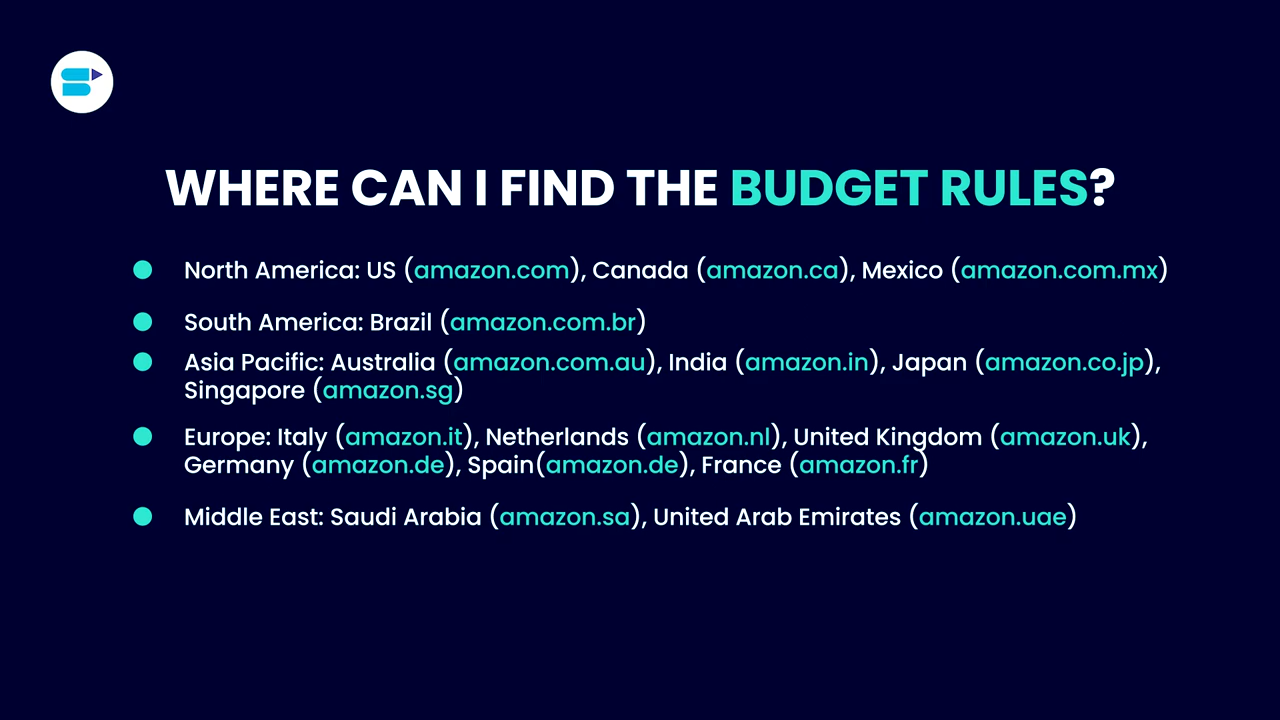 WHERE CAN I FIND THE BUDGET RULES?
North America: US (amazon.com), Canada (amazon.ca), Mexico (amazon.com.mx)
South America: Brazil (amazon.com.br)
Asia Pacific: Australia (amazon.com.au), India (amazon.in), Japan (amazon.co.jp),
Singapore (amazon.sg)
Europe: Italy (amazon.it), Netherlands (amazon.nl), United Kingdom (amazon.uk),
Germany (amazon.de), Spain(amazon.de), France (amazon.fr)
Middle East: Saudi Arabia (amazon.sa), United Arab Emirates (amazon.uae)